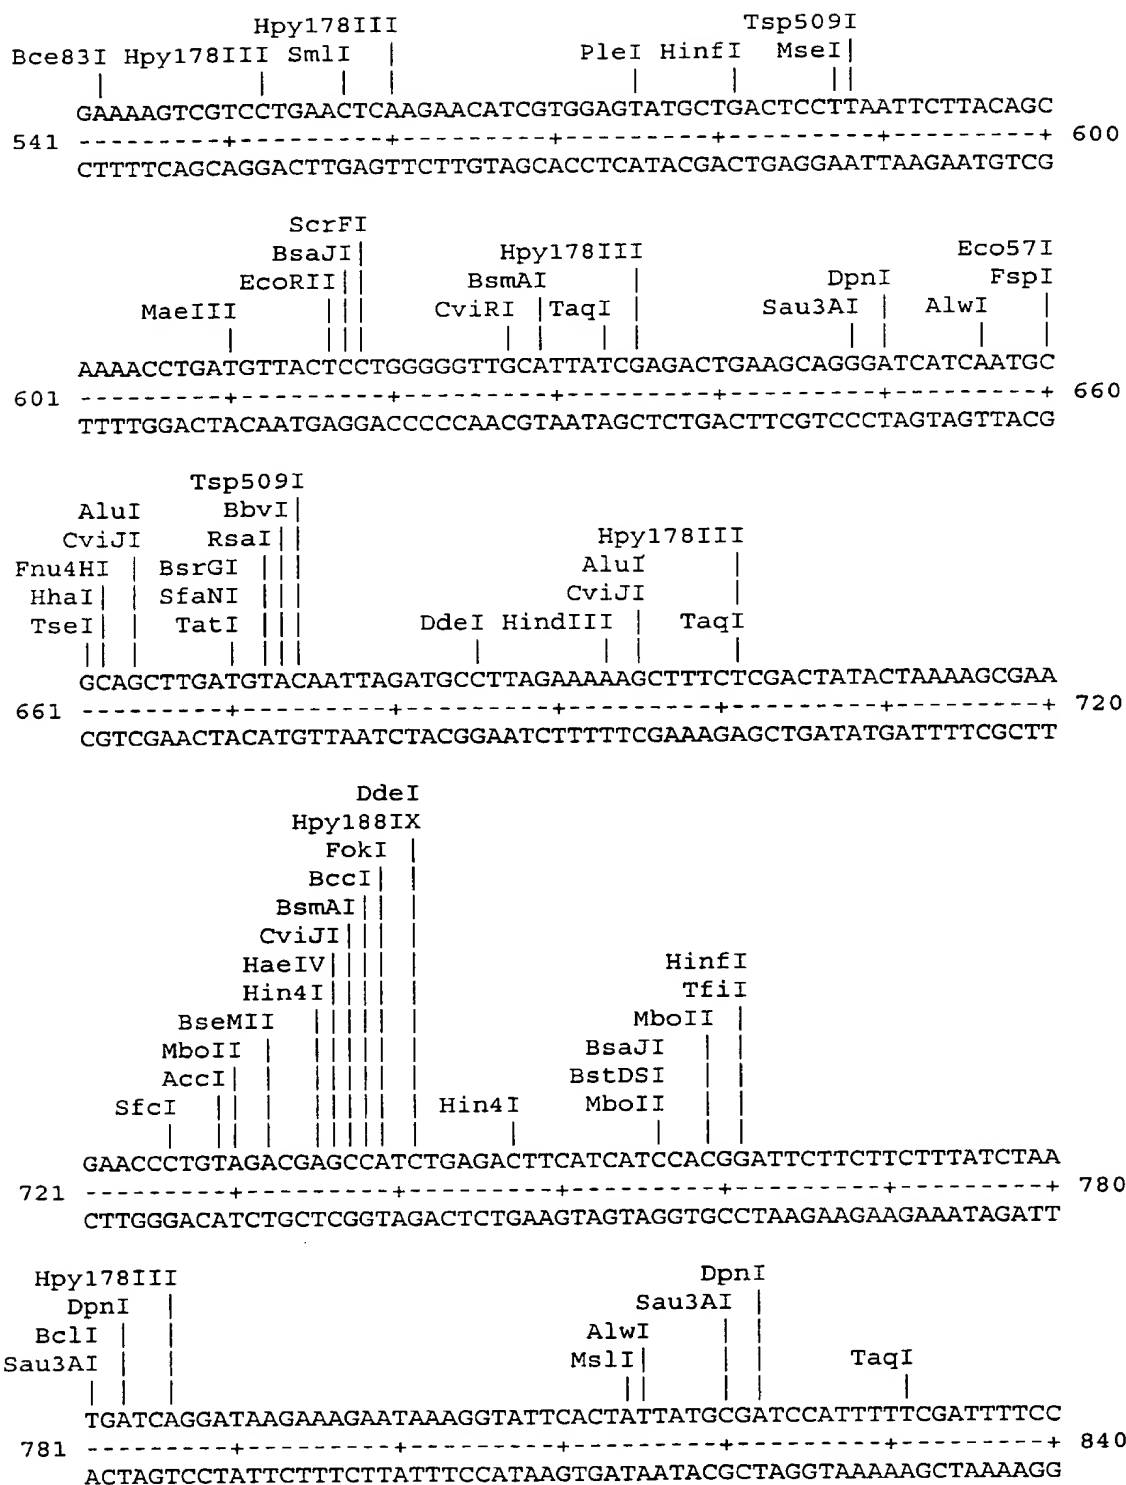 Hpy178III Tsp509I
Bce83I Hpy178III SmlI | PleI HinfI MseI|
| | | | | | ||
GAAAAGTCGTCCTGAACTCAAGAACATCGTGGAGTATGCTGACTCCTTAATTCTTACAGC
541 ---------+---------+---------+---------+---------+---------+ 600
CTTTTCAGCAGGACTTGAGTTCTTGTAGCACCTCATACGACTGAGGAATTAAGAATGTCG
ScrFI
BsaJI| Hpy178III Eco57I
EcoRII|| BsmAI | DpnI FspI
MaeIII ||| CviRI |TaqI | Sau3AI | AlwI |
| ||| | | | | | | | |
AAAACCTGATGTTACTCCTGGGGGTTGCATTATCGAGACTGAAGCAGGGATCATCAATGC
601 ---------+---------+---------+---------+---------+---------+ 660
TTTTGGACTACAATGAGGACCCCCAACGTAATAGCTCTGACTTCGTCCCTAGTAGTTACG
Tsp509I
AluI BbvI|
CviJI RsaI|| Hpy178III
Fnu4HI | BsrGI ||| AluI |
HhaI| | SfaNI ||| CviJI |
TseI| | TatI ||| DdeI HindIII | TaqI
|| | | ||| | | | |
GCAGCTTGATGTACAATTAGATGCCTTAGAAAAAGCTTTCTCGACTATACTAAAAGCGAA
661 ---------+---------+---------+---------+---------+---------+ 720
CGTCGAACTACATGTTAATCTACGGAATCTTTTTCGAAAGAGCTGATATGATTTTCGCTT
DdeI
Hpy188IX
FokI |
BccI| |
BsmAI|| |
CviJI||| |
HaeIV|||| | HinfI
Hin4I||||| | TfiI
BseMII ||||| | MboII |
MboII | ||||| | BsaJI | |
AccI| | ||||| | BstDSI | |
SfcI || | ||||| | Hin4I MboII | |
| || | ||||| | | | | |
GAACCCTGTAGACGAGCCATCTGAGACTTCATCATCCACGGATTCTTCTTCTTTATCTAA
721 ---------+---------+---------+---------+---------+---------+ 780
CTTGGGACATCTGCTCGGTAGACTCTGAAGTAGTAGGTGCCTAAGAAGAAGAAATAGATT
Hpy178III DpnI
DpnI | Sau3AI |
BclI | | AlwI | |
Sau3AI | | MslI| | | TaqI
| | | || | | |
TGATCAGGATAAGAAAGAATAAAGGTATTCACTATTATGCGATCCATTTTTCGATTTTCC
781 ---------+---------+---------+---------+---------+---------+ 840
ACTAGTCCTATTCTTTCTTATTTCCATAAGTGATAATACGCTAGGTAAAAAGCTAAAAGG